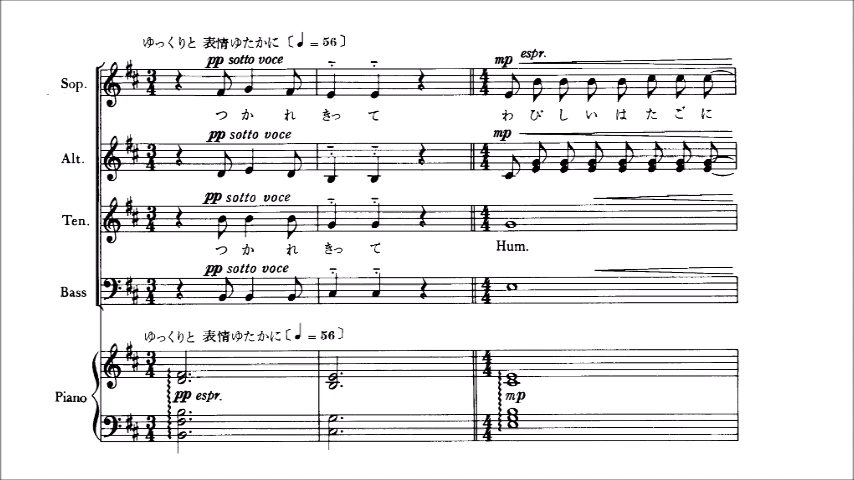 ゆっくりと 表情ゆたかに〔♩= 56〕
pp sotto voce
mp espr.
Sop.
つ か れ きっ て わ び し い は た ご に
pp sotto voce
mp
Alt.
pp sotto voce
Ten.
つ か れ きっ て Hum.
pp sotto voce
Bass
ゆっくりと 表情ゆたかに〔♩= 56〕
Piano
pp espr.
mp